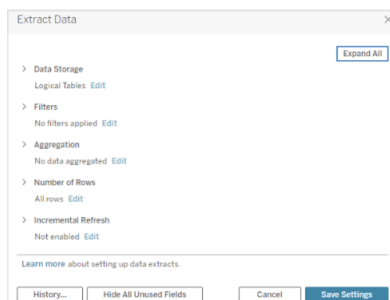 Extract Data
Expand All
Data Storage
Logical Tables Edit
Filters
No filters applied Edit
Aggregation
No data aggregated Edit
Number of Rows
All rows Edit
Incremental Refresh
Not enabled Edit
Learn more about setting up data extracts.
History... Hide All Unused Fields Cancel Save Settings